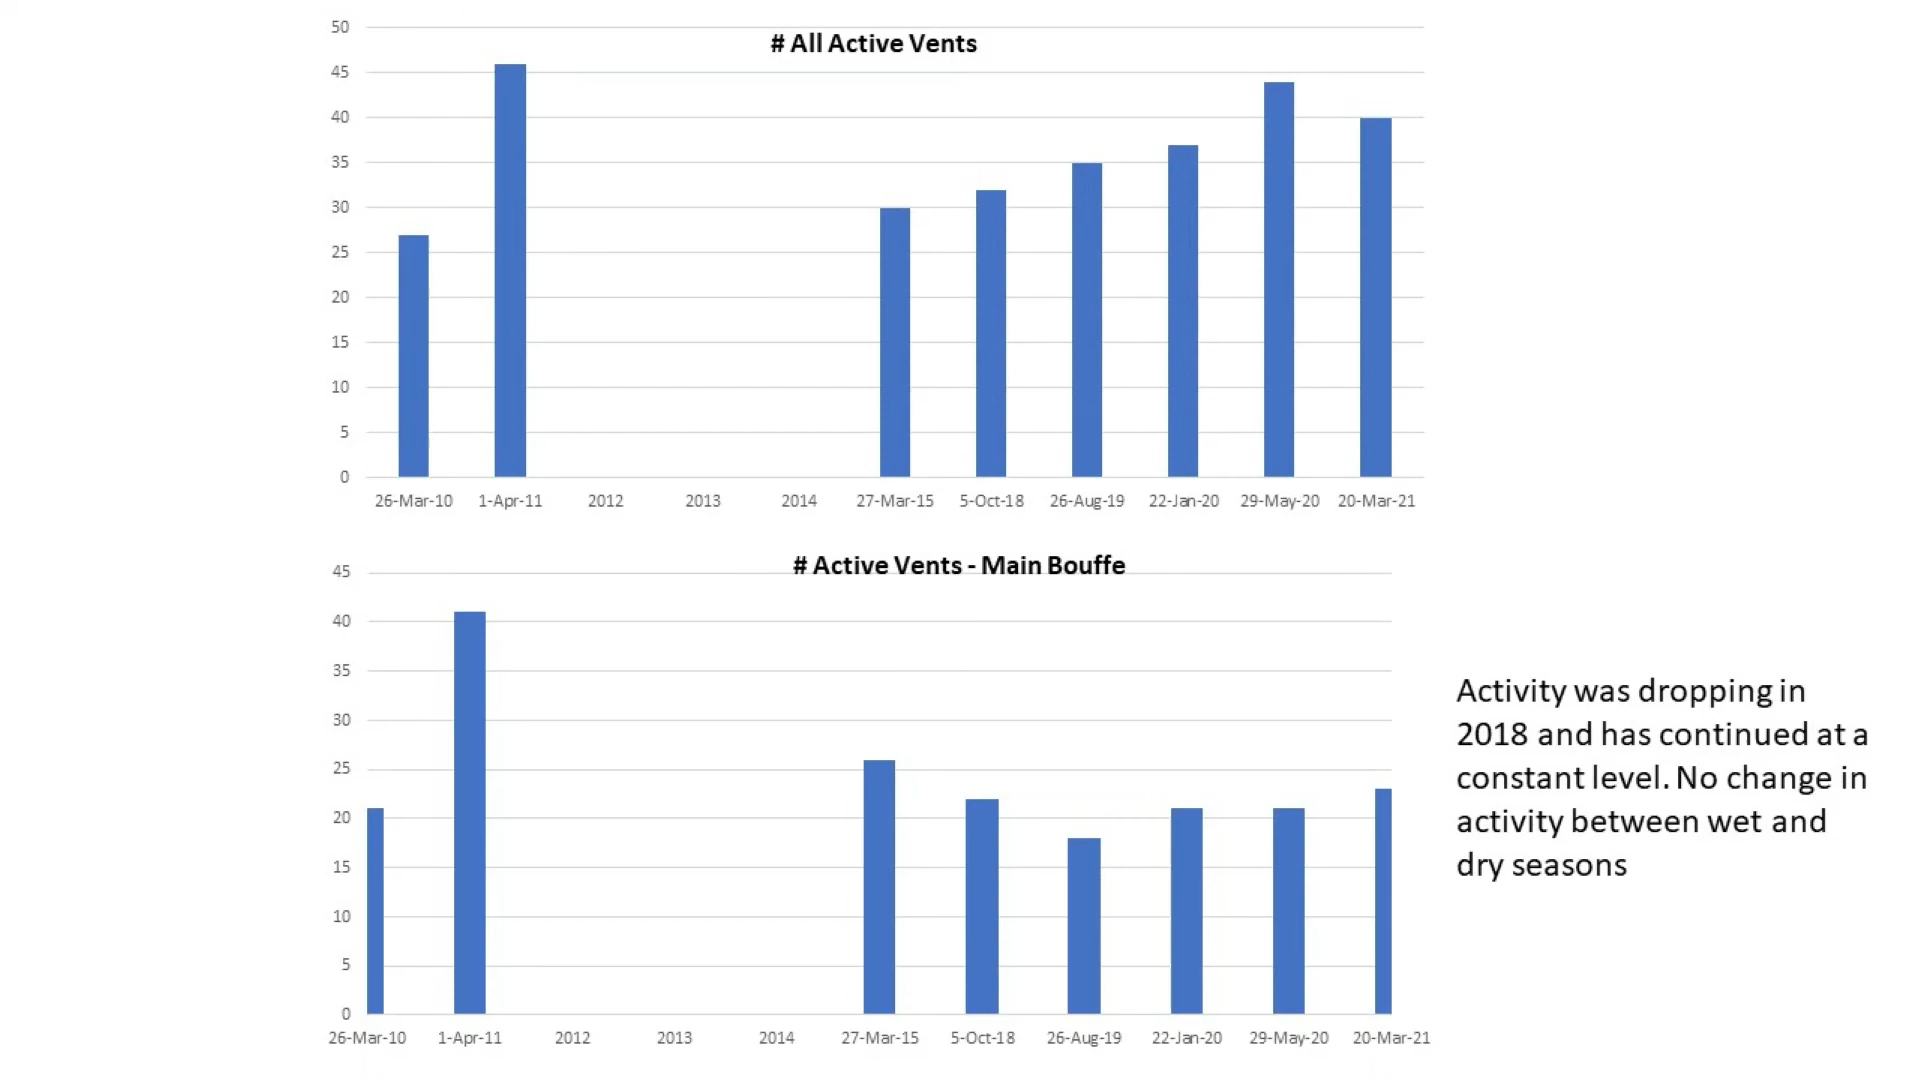 # All Active Vents
50
45
40
35
30
25
20
15
10
5
0
26-Mar-10 1-Apr-11 2012 2013 2014 27-Mar-15 5-Oct-18 26-Aug-19 22-Jan-20 29-May-20 20-Mar-21
# Active Vents - Main Bouffe
45
40
35
30
25
20
15
10
5
0
26-Mar-10 1-Apr-11 2012 2013 2014 27-Mar-15 5-Oct-18 26-Aug-19 22-Jan-20 29-May-20 20-Mar-21
Activity was dropping in
2018 and has continued at a
constant level. No change in
activity between wet and
dry seasons